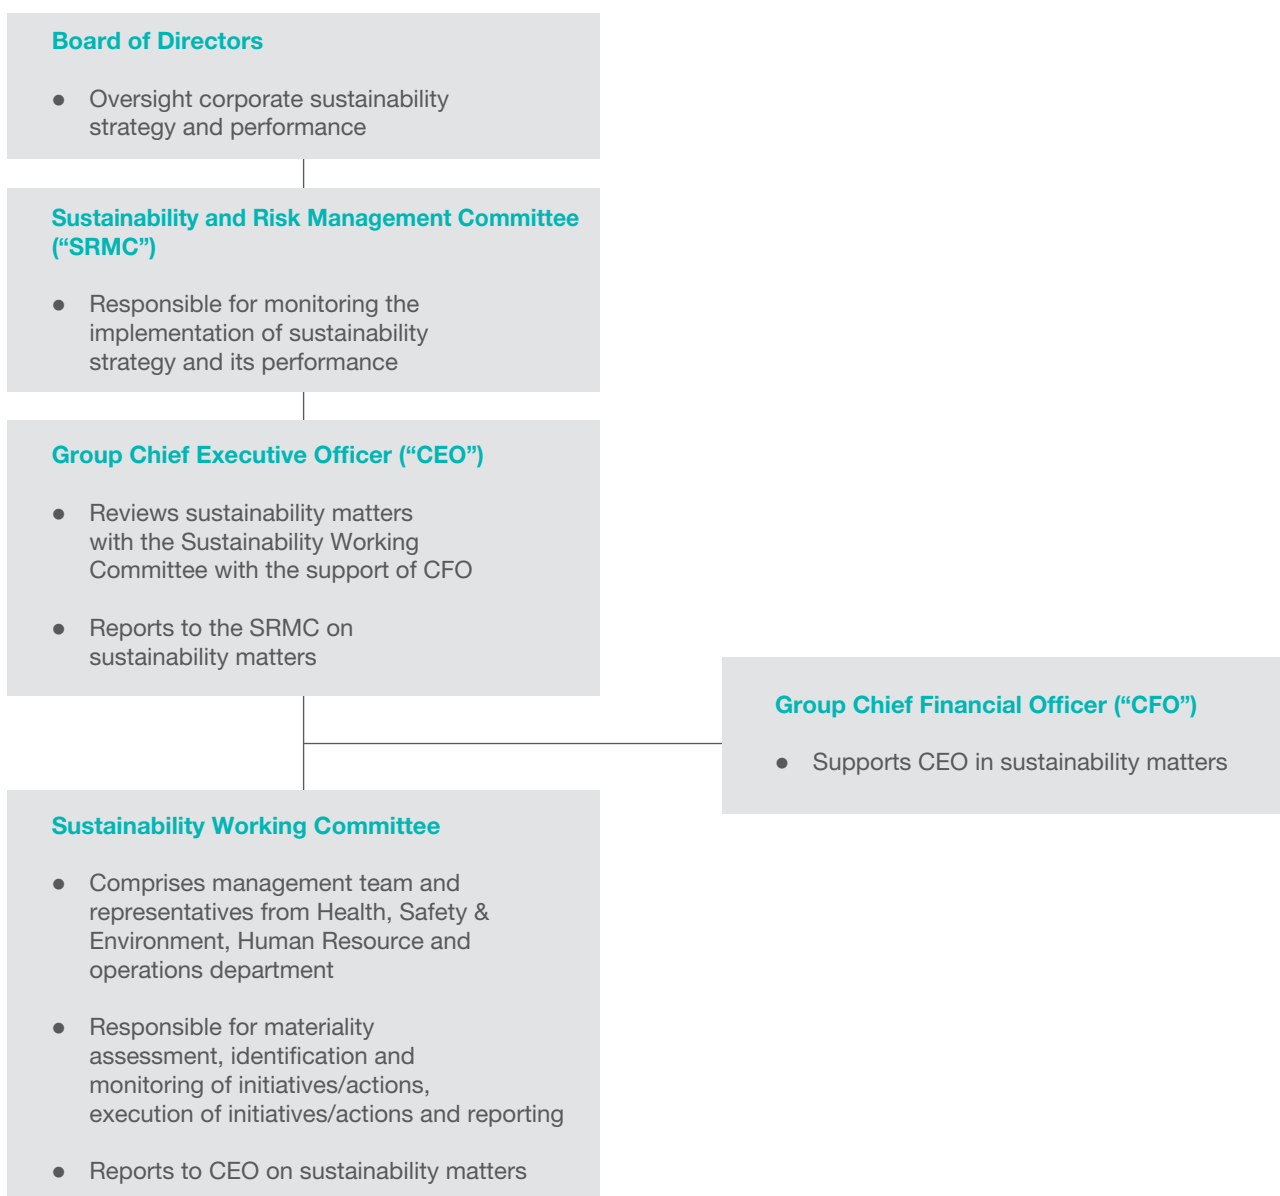 Board of Directors
● Oversight corporate sustainability
strategy and performance
Sustainability and Risk Management Committee
(“SRMC”)
● Responsible for monitoring the
implementation of sustainability
strategy and its performance
Group Chief Executive Officer (“CEO”)
● Reviews sustainability matters
with the Sustainability Working
Committee with the support of CFO
● Reports to the SRMC on
sustainability matters
Group Chief Financial Officer (“CFO”)
● Supports CEO in sustainability matters
Sustainability Working Committee
● Comprises management team and
representatives from Health, Safety &
Environment, Human Resource and
operations department
● Responsible for materiality
assessment, identification and
monitoring of initiatives/actions,
execution of initiatives/actions and reporting
● Reports to CEO on sustainability matters